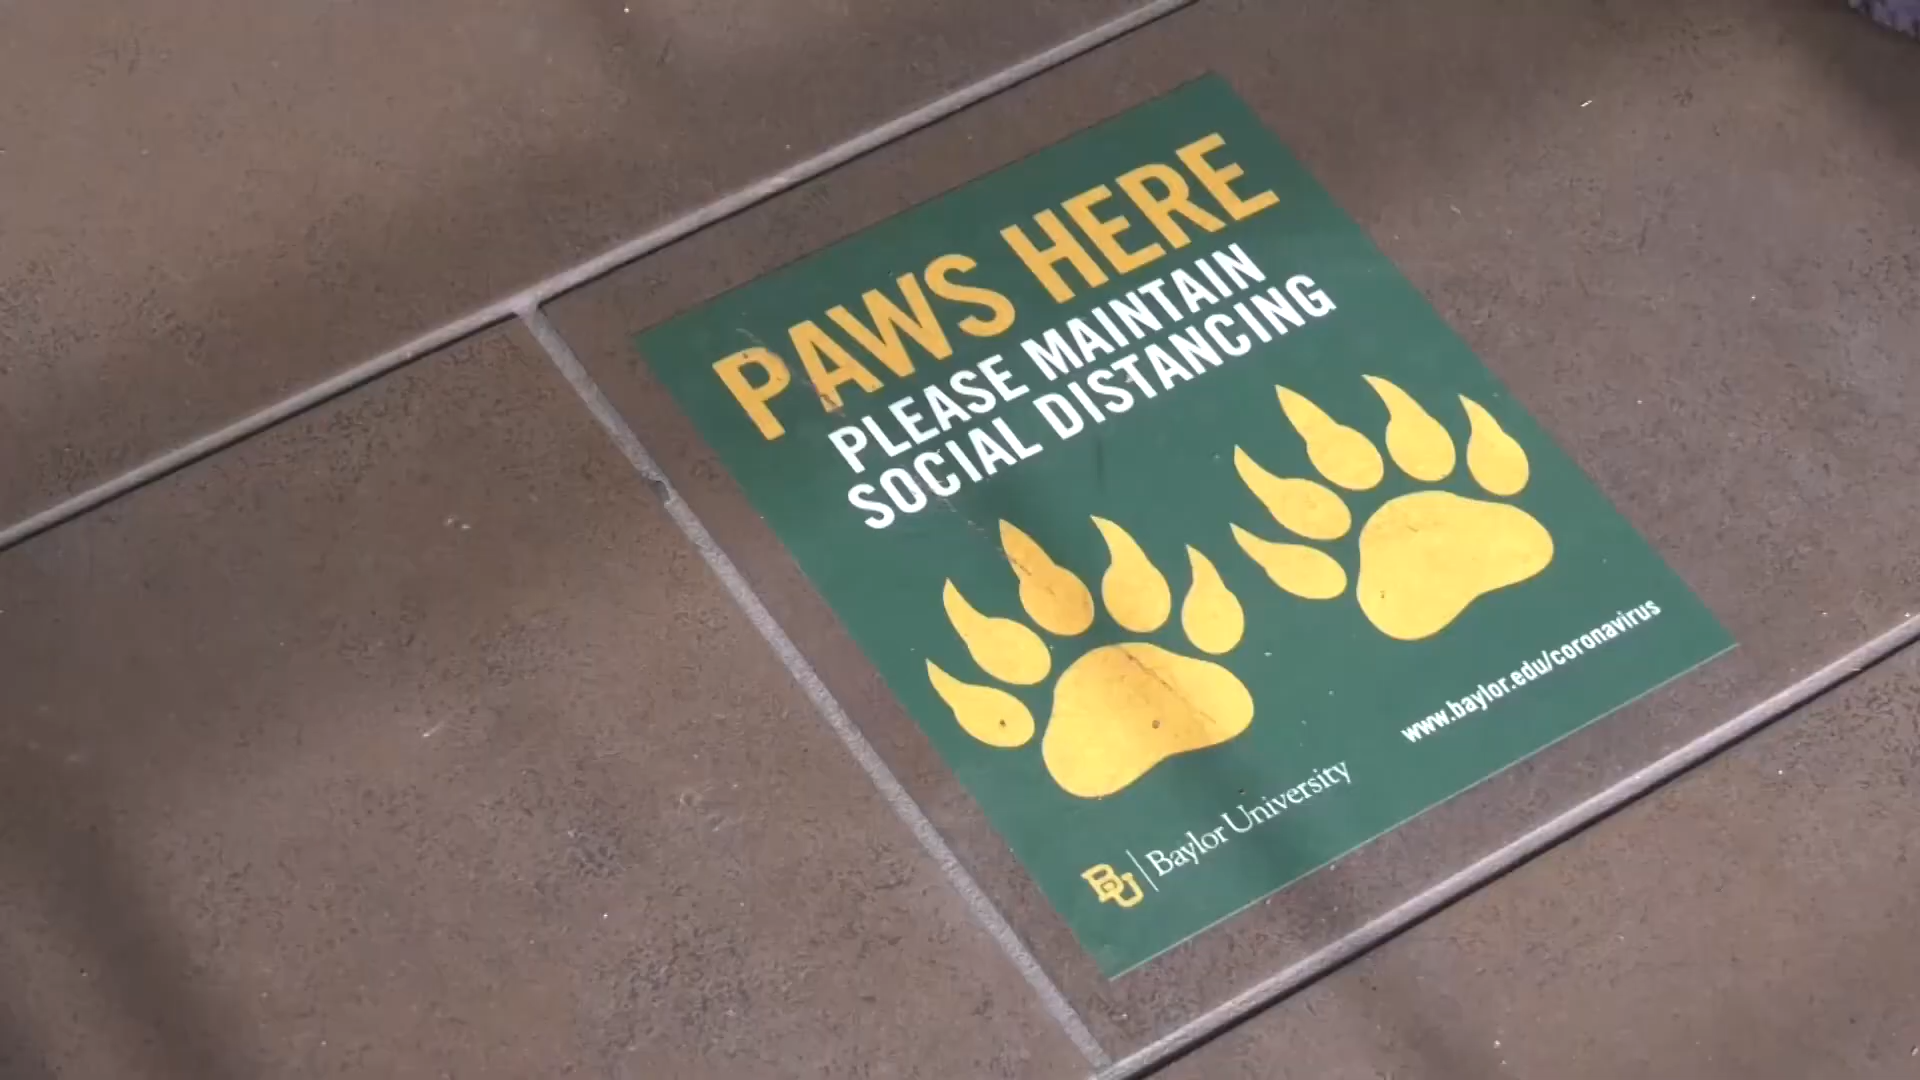 PAWS HERE
PLEASE MAINTAIN
SOCIAL DISTANCING
www.baylor.edu/coronavirus
BU Baylor University